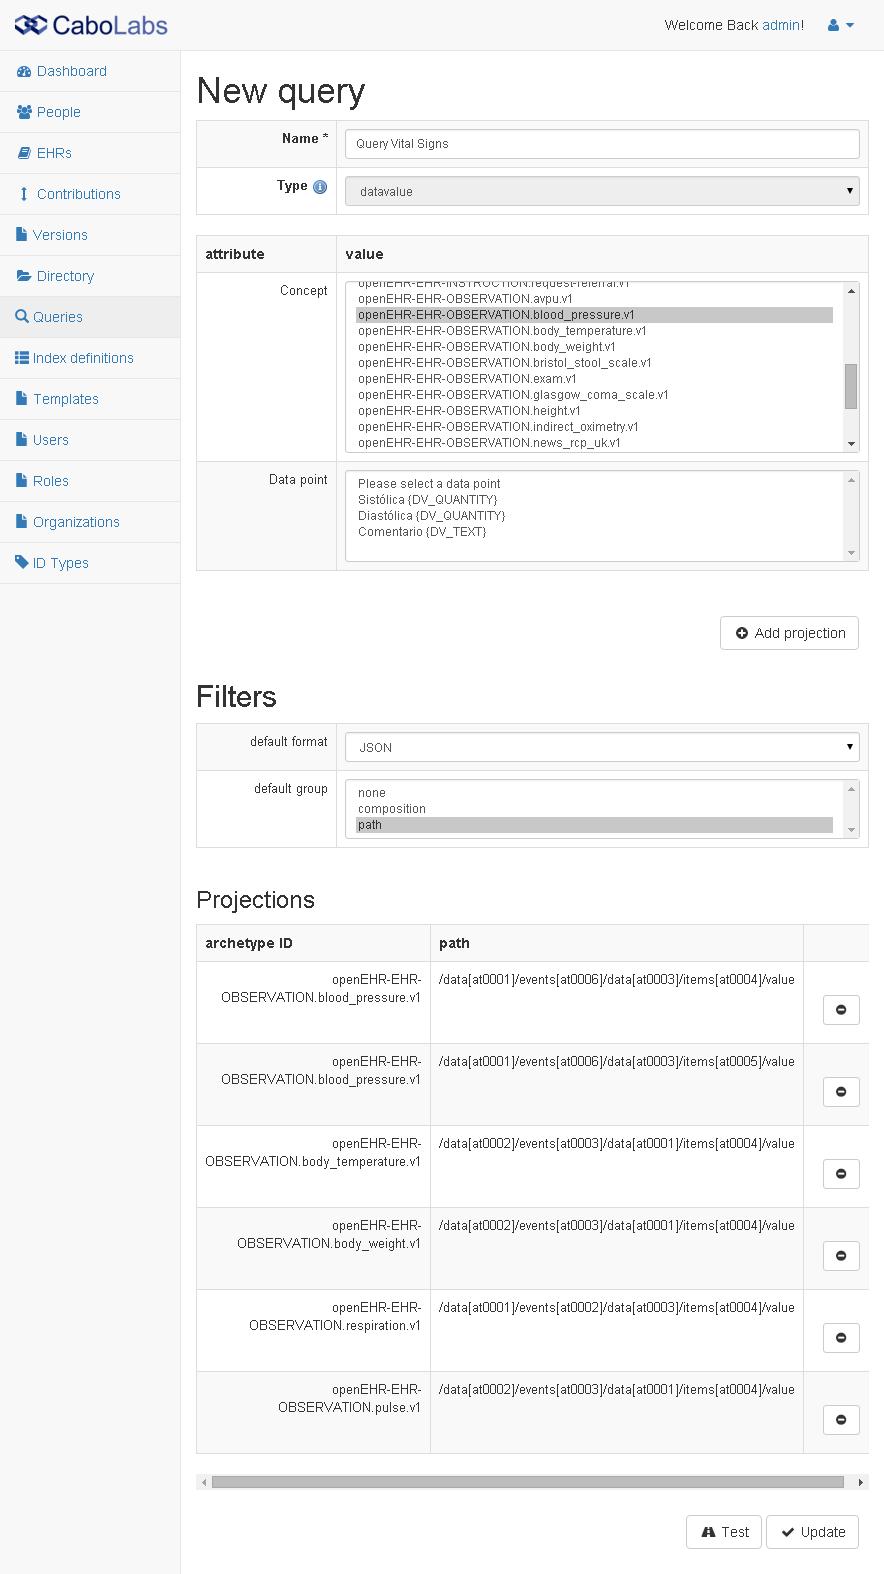 CaboLabs
Welcome Back admin!
Dashboard
People
EHRs
Contributions
Versions
Directory
Queries
Index definitions
Templates
Users
Roles
Organizations
ID Types
New query
Name *
Query Vital Signs
Type
datavalue
attribute
value
Concept
openEHR-EHR-INSTRUCTION.request-referral.v1
openEHR-EHR-OBSERVATION.avpu.v1
openEHR-EHR-OBSERVATION.blood_pressure.v1
openEHR-EHR-OBSERVATION.body_temperature.v1
openEHR-EHR-OBSERVATION.body_weight.v1
openEHR-EHR-OBSERVATION.bristol_stool_scale.v1
openEHR-EHR-OBSERVATION.exam.v1
openEHR-EHR-OBSERVATION.glasgow_coma_scale.v1
openEHR-EHR-OBSERVATION.height.v1
openEHR-EHR-OBSERVATION.indirect_oximetry.v1
openEHR-EHR-OBSERVATION.news_rcp_uk.v1
Data point
Please select a data point
Sistólica {DV_QUANTITY}
Diastólica {DV_QUANTITY}
Comentario {DV_TEXT}
Add projection
Filters
default format
JSON
default group
none
composition
path
Projections
archetype ID
path
openEHR-EHR-
OBSERVATION.blood_pressure.v1
/data[at0001]/events[at0006]/data[at0003]/items[at0004]/value
openEHR-EHR-
OBSERVATION.blood_pressure.v1
/data[at0001]/events[at0006]/data[at0003]/items[at0005]/value
openEHR-EHR-
OBSERVATION.body_temperature.v1
/data[at0002]/events[at0003]/data[at0001]/items[at0004]/value
openEHR-EHR-
OBSERVATION.body_weight.v1
/data[at0002]/events[at0003]/data[at0001]/items[at0004]/value
openEHR-EHR-
OBSERVATION.respiration.v1
/data[at0001]/events[at0002]/data[at0003]/items[at0004]/value
openEHR-EHR-
OBSERVATION.pulse.v1
/data[at0002]/events[at0003]/data[at0001]/items[at0004]/value
Test
Update